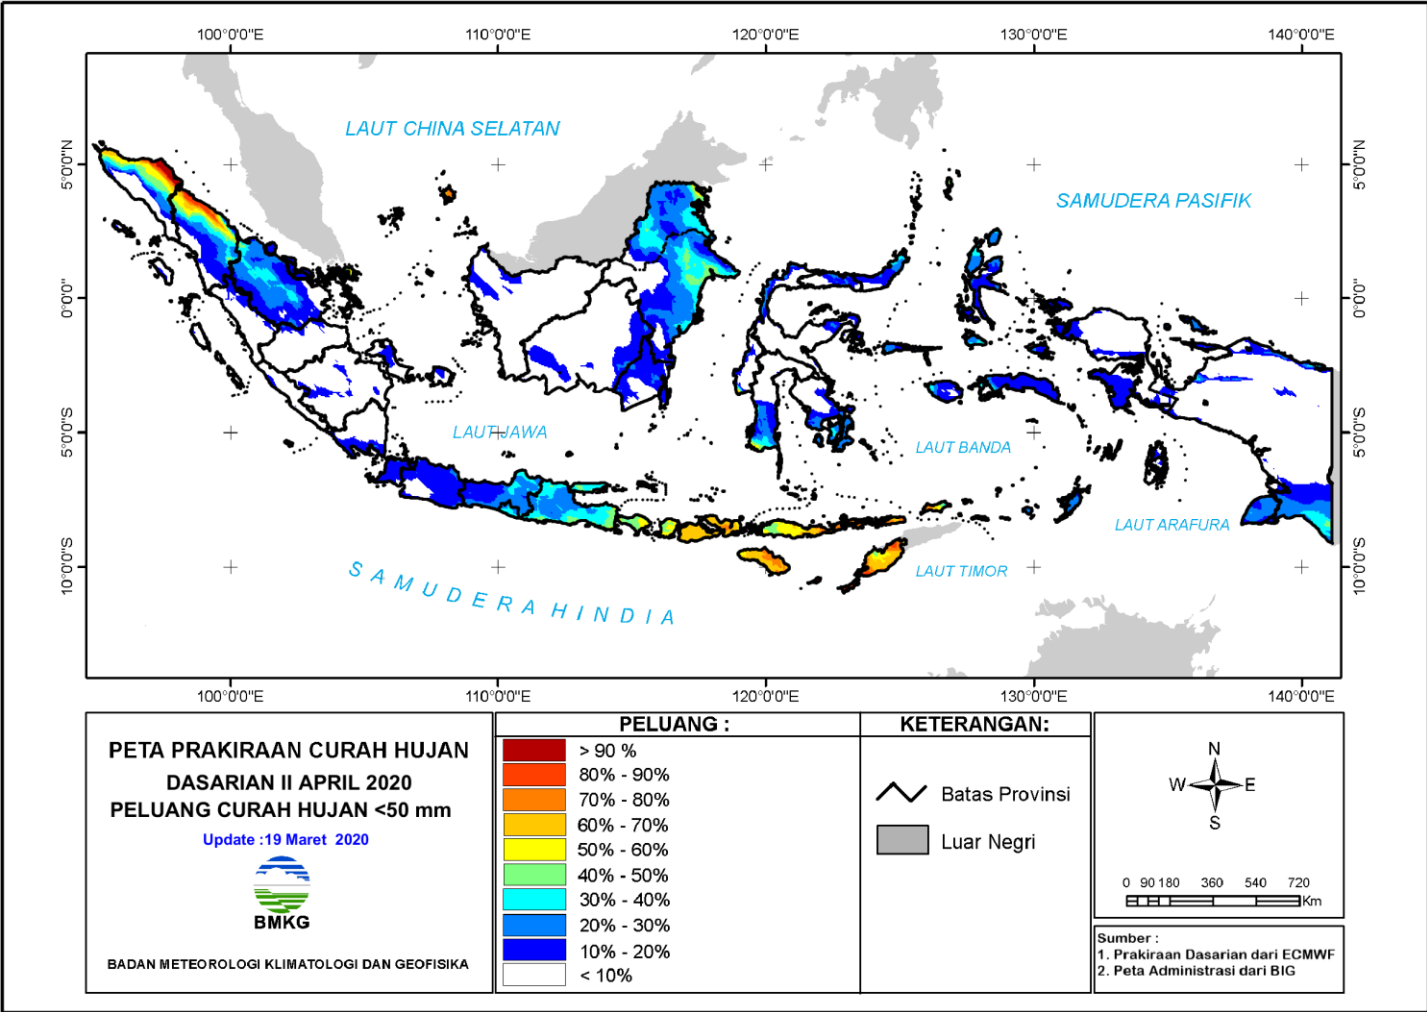 100°0'0"E 110°0'0"E 120°0'0"E 130°0'0"E 140°0'0"E
5°0'0"N
0°0'0"
5°0'0"S
10°0'0"S
LAUT CHINA SELATAN
SAMUDERA PASIFIK
LAUT JAWA
LAUT BANDA
LAUT ARAFURA
LAUT TIMOR
SAMUDERA HINDIA
5°0'0"N
0°0'0"
5°0'0"S
10°0'0"S
100°0'0"E 110°0'0"E 120°0'0"E 130°0'0"E 140°0'0"E
PETA PRAKIRAAN CURAH HUJAN
DASARIAN II APRIL 2020
PELUANG CURAH HUJAN <50 mm
Update :19 Maret 2020
BMKG
BADAN METEOROLOGI KLIMATOLOGI DAN GEOFISIKA
PELUANG :
> 90 %
80% - 90%
70% - 80%
60% - 70%
50% - 60%
40% - 50%
30% - 40%
20% - 30%
10% - 20%
< 10%
KETERANGAN:
Batas Provinsi
Luar Negri
N
W E
S
0 90 180 360 540 720
Km
Sumber :
1. Prakiraan Dasarian dari ECMWF
2. Peta Administrasi dari BIG